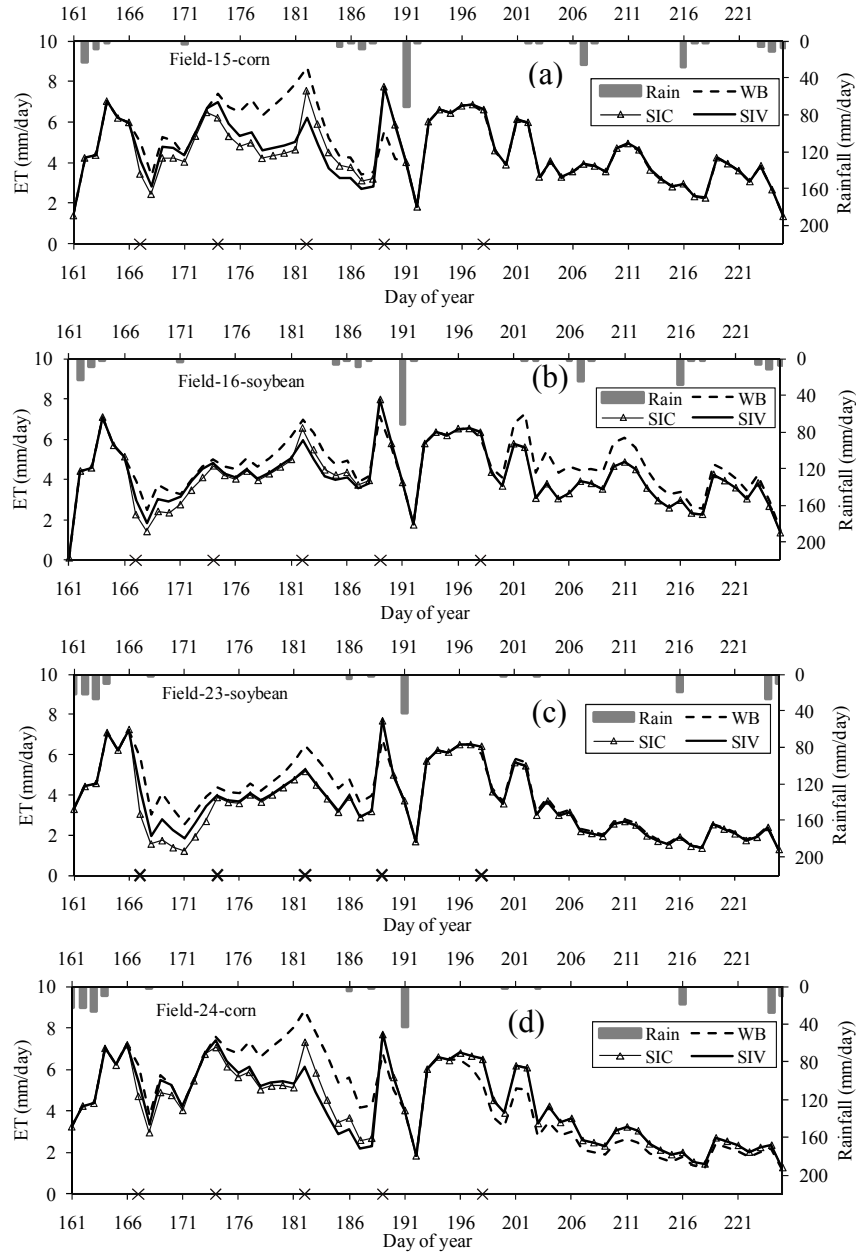 161 166 171 176 181 186 191 196 201 206 211 216 221
10 0
Field-15-corn (a)
8 Rain WB 40
SIC SIV
6 80
4 120
2 160
0 200
ET (mm/day)
Rainfall (mm/day)
161 166 171 176 181 186 191 196 201 206 211 216 221
Day of year
161 166 171 176 181 186 191 196 201 206 211 216 221
10 0
Field-16-soybean (b)
8 Rain WB 40
SIC SIV
6 80
4 120
2 160
0 200
ET (mm/day)
Rainfall (mm/day)
161 166 171 176 181 186 191 196 201 206 211 216 221
Day of year
161 166 171 176 181 186 191 196 201 206 211 216 221
10 0
Field-23-soybean (c)
8 Rain WB 40
SIC SIV
6 80
4 120
2 160
0 200
ET (mm/day)
Rainfall (mm/day)
161 166 171 176 181 186 191 196 201 206 211 216 221
Day of year
161 166 171 176 181 186 191 196 201 206 211 216 221
10 0
Field-24-corn (d)
8 Rain WB 40
SIC SIV
6 80
4 120
2 160
0 200
ET (mm/day)
Rainfall (mm/day)
161 166 171 176 181 186 191 196 201 206 211 216 221
Day of year